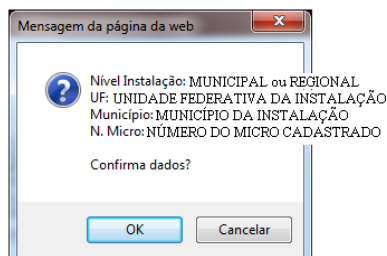 Mensagem da página da web
Nível Instalação: MUNICIPAL ou REGIONAL
UF: UNIDADE FEDERATIVA DA INSTALAÇÃO
Município: MUNICÍPIO DA INSTALAÇÃO
N. Micro: NÚMERO DO MICRO CADASTRADO
Confirma dados?
OK
Cancelar